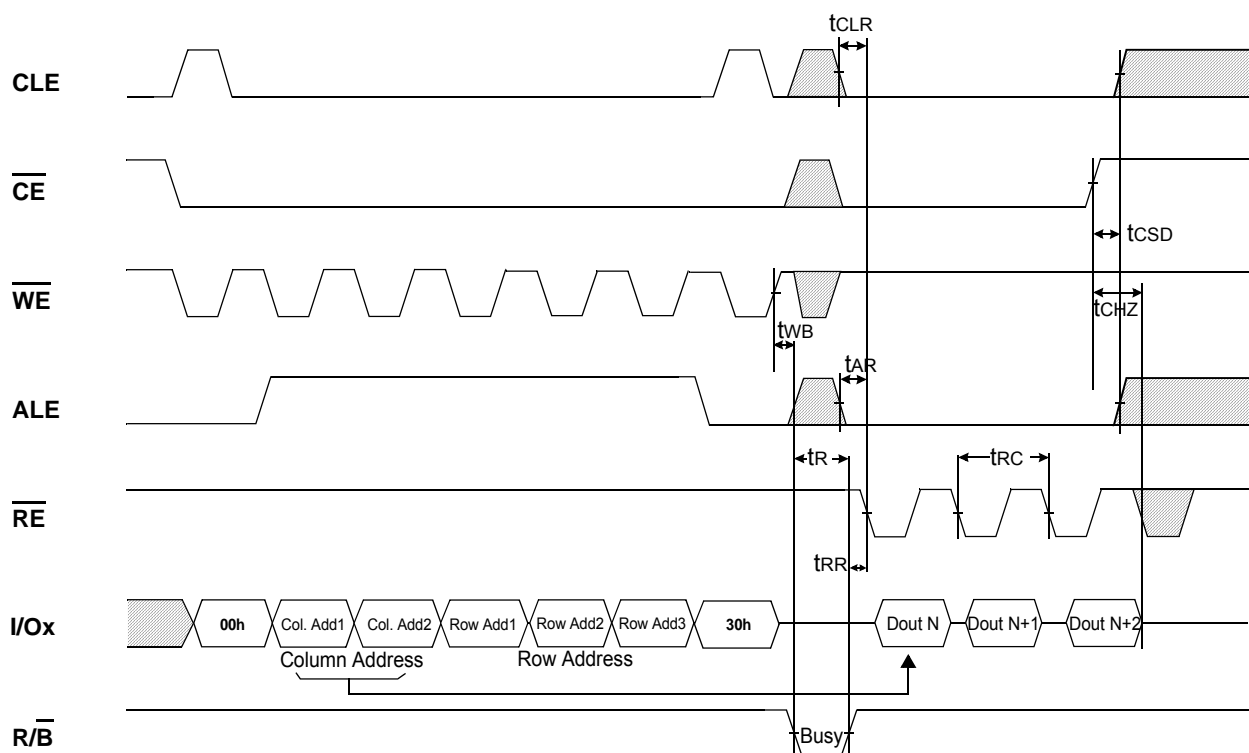 tCLR
CLE
CE
tCSD
WE
tCHZ
tWB
tAR
ALE
tR
tRC
RE
tRR
I/Ox
00h
Col. Add1
Col. Add2
Row Add1
Row Add2
Row Add3
30h
Dout N
Dout N+1
Dout N+2
Column Address
Row Address
R/B
Busy